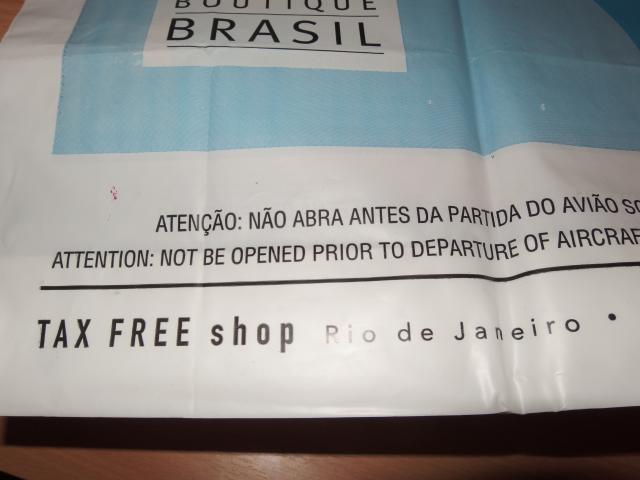 BOUTIQUE
BRASIL
ATENÇÃO: NÃO ABRA ANTES DA PARTIDA DO AVIÃO
ATTENTION: NOT BE OPENED PRIOR TO DEPARTURE OF
TAX FREE shop Rio de Janeiro •